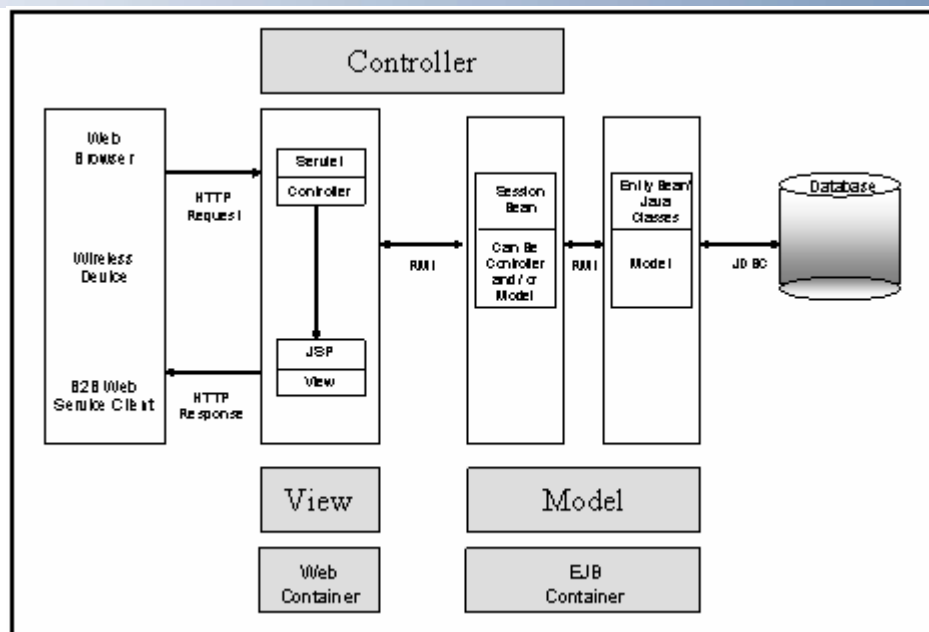 Controller
Web
Browser
Wireless
Device
B2B Web
Service Client
HTTP
Request
HTTP
Response
Servlet
Controller
JSP
View
RMI
Session
Bean
Can Be
Controller
and / or
Model
RMI
Entity Bean/
Java
Classes
Model
JDBC
Database
View
Model
Web
Container
EJB
Container